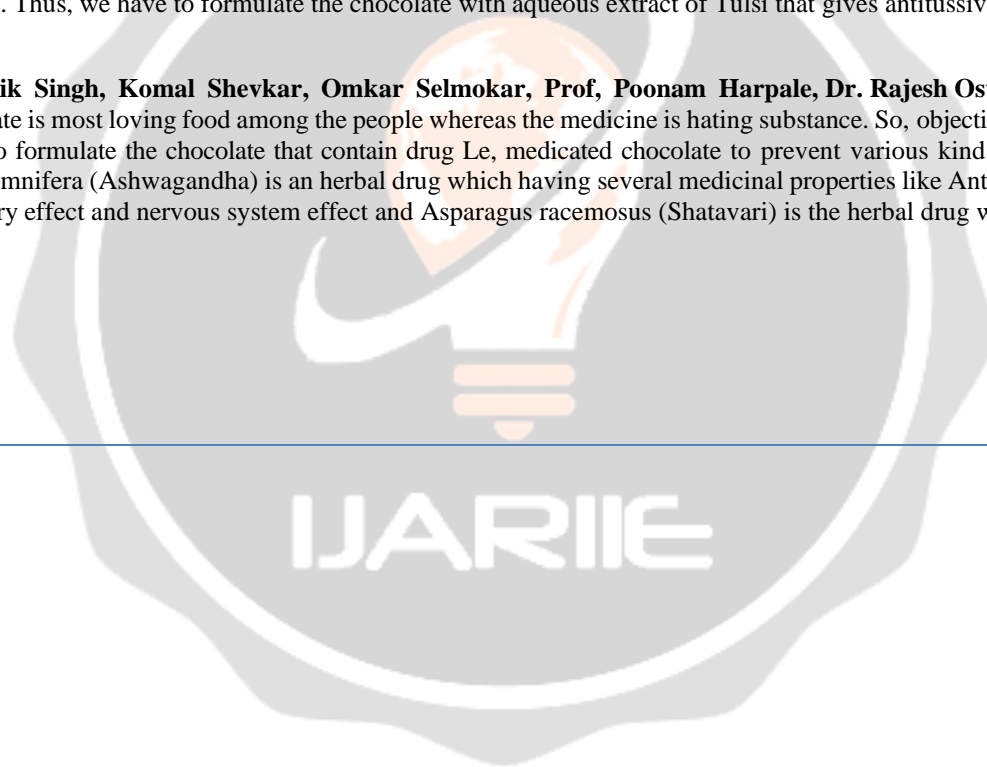 . Thus, we have to formulate the chocolate with aqueous extract of Tulsi that gives antitussiv
ik Singh, Komal Shevkar, Omkar Selmokar, Prof, Poonam Harpale, Dr. Rajesh Os
ate is most loving food among the people whereas the medicine is hating substance. So, objecti
o formulate the chocolate that contain drug Le, medicated chocolate to prevent various kind
mnifera (Ashwagandha) is an herbal drug which having several medicinal properties like Ant
ry effect and nervous system effect and Asparagus racemosus (Shatavari) is the herbal drug w
IJARIIE